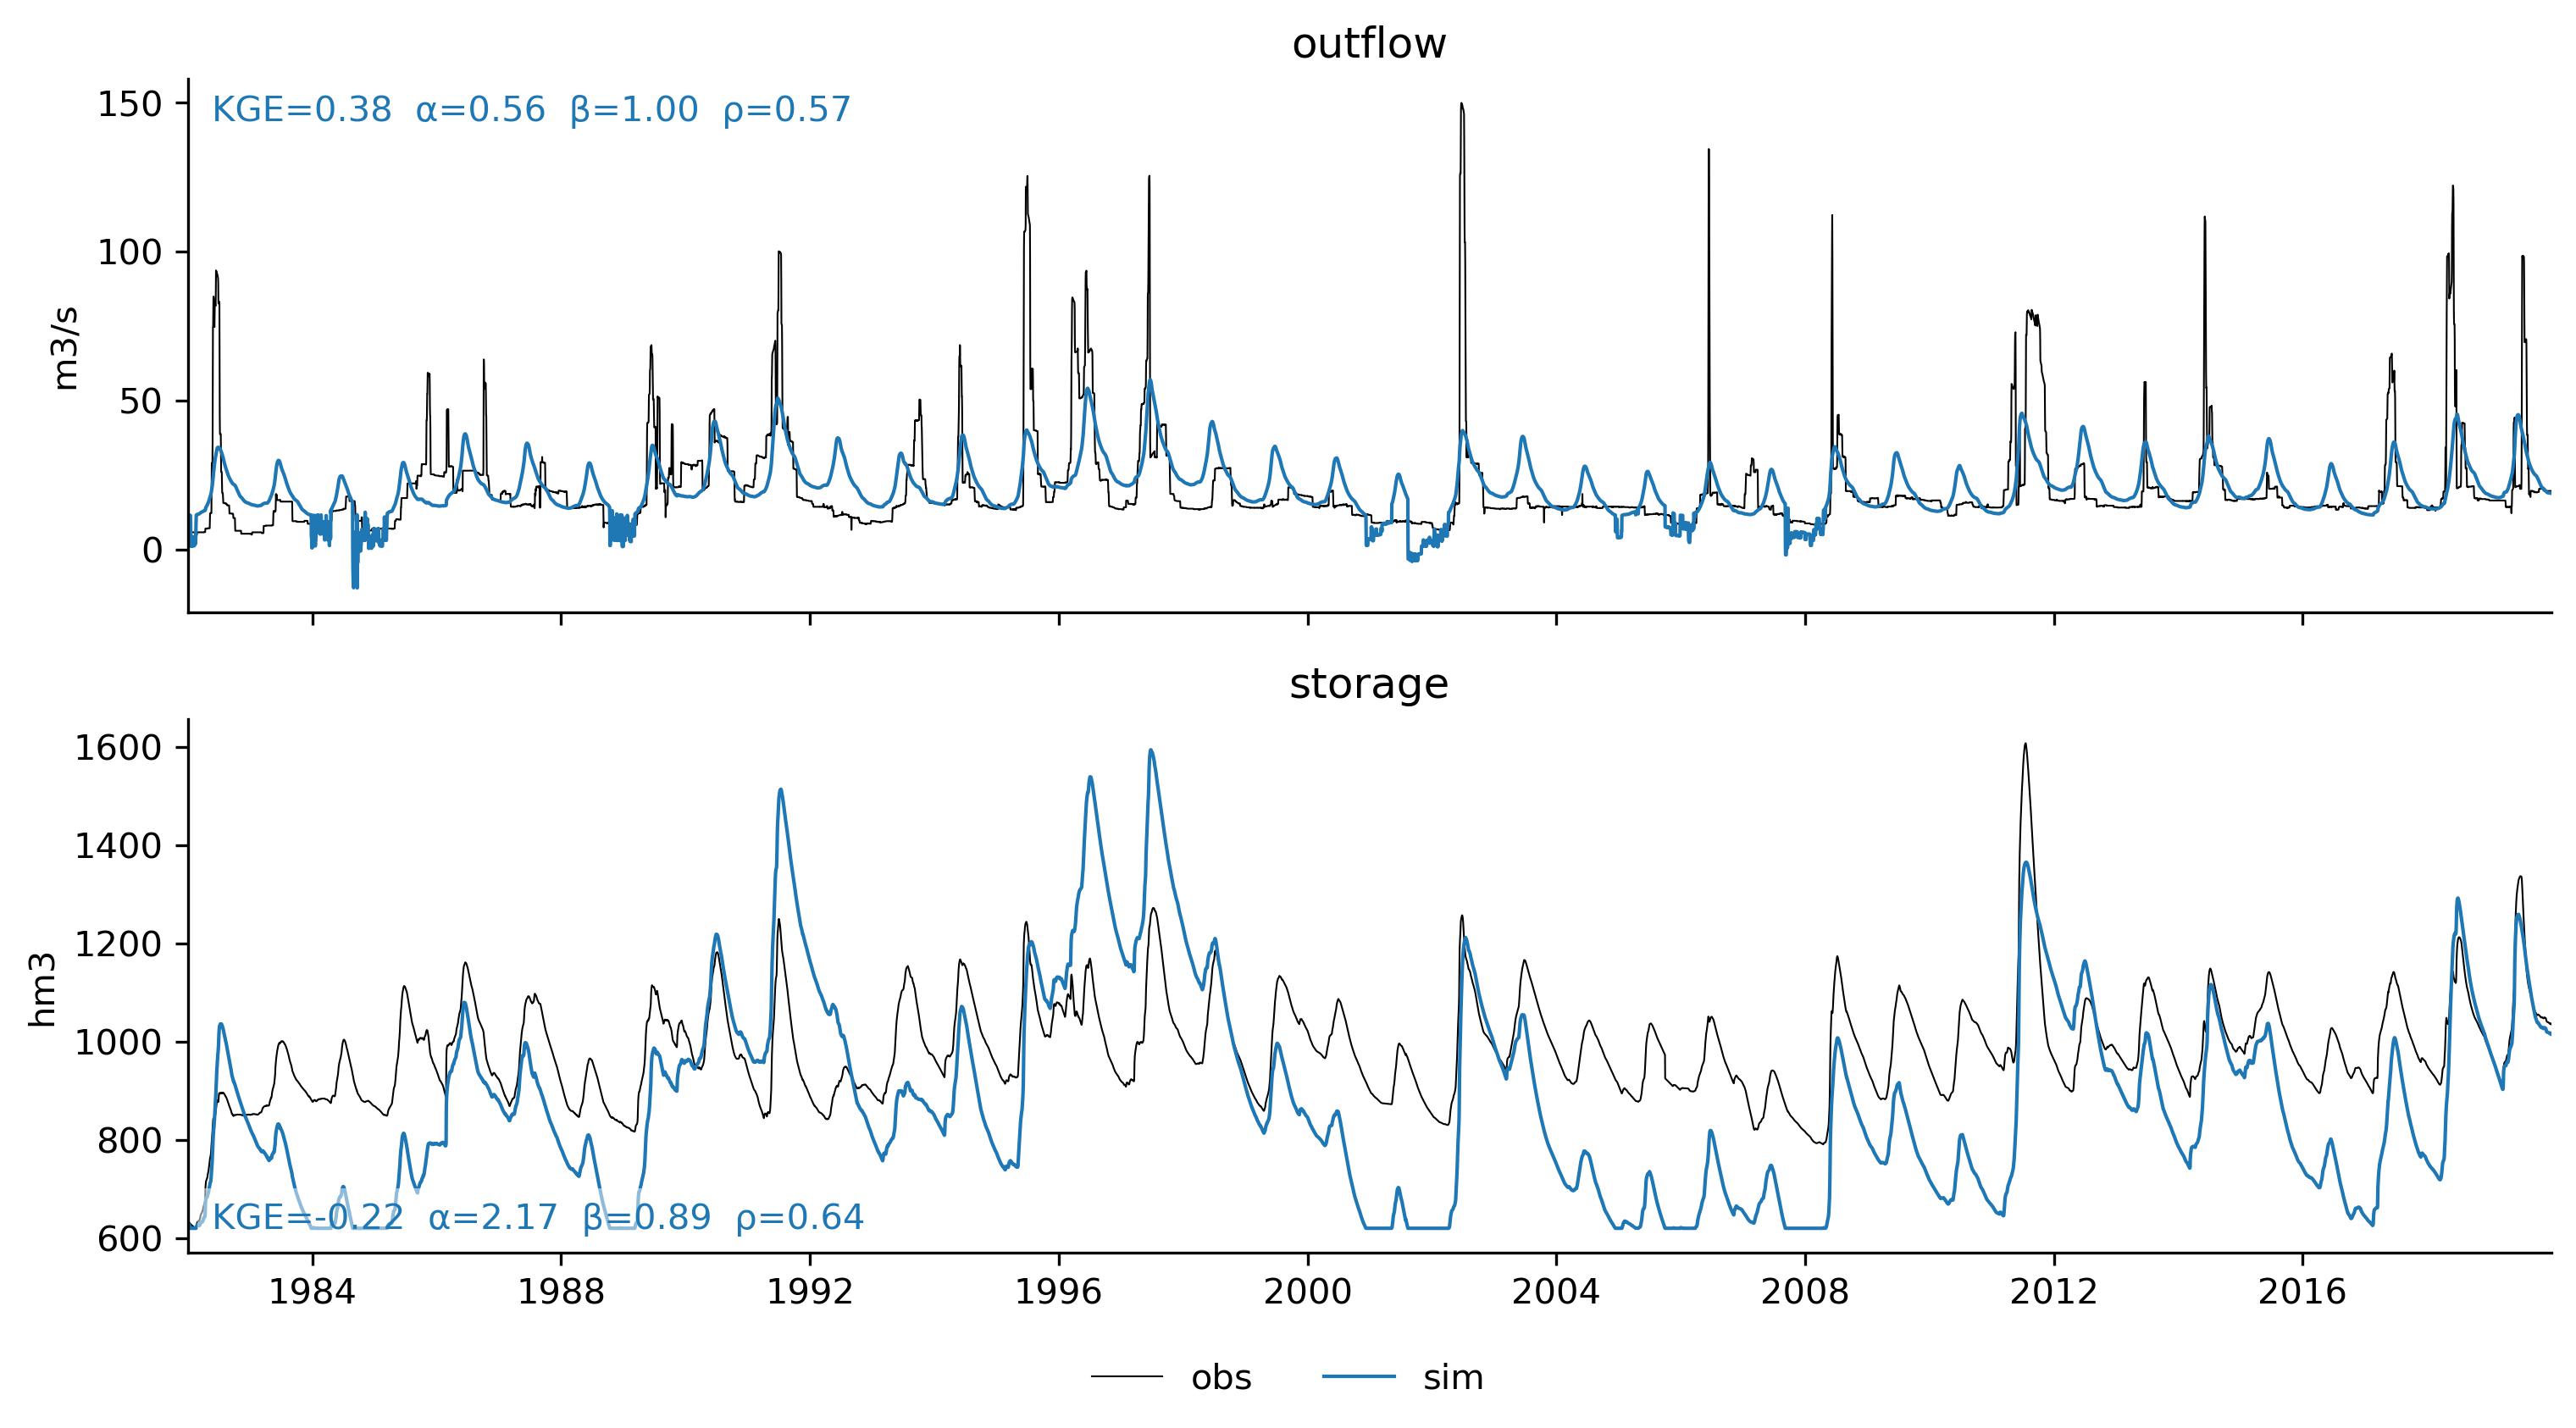 outflow
150
100
50
0
m3/s
KGE=0.38 α=0.56 β=1.00 ρ=0.57
storage
1600
1400
1200
1000
800
600
hm3
KGE=-0.22 α=2.17 β=0.89 ρ=0.64
1984 1988 1992 1996 2000 2004 2008 2012 2016
obs sim